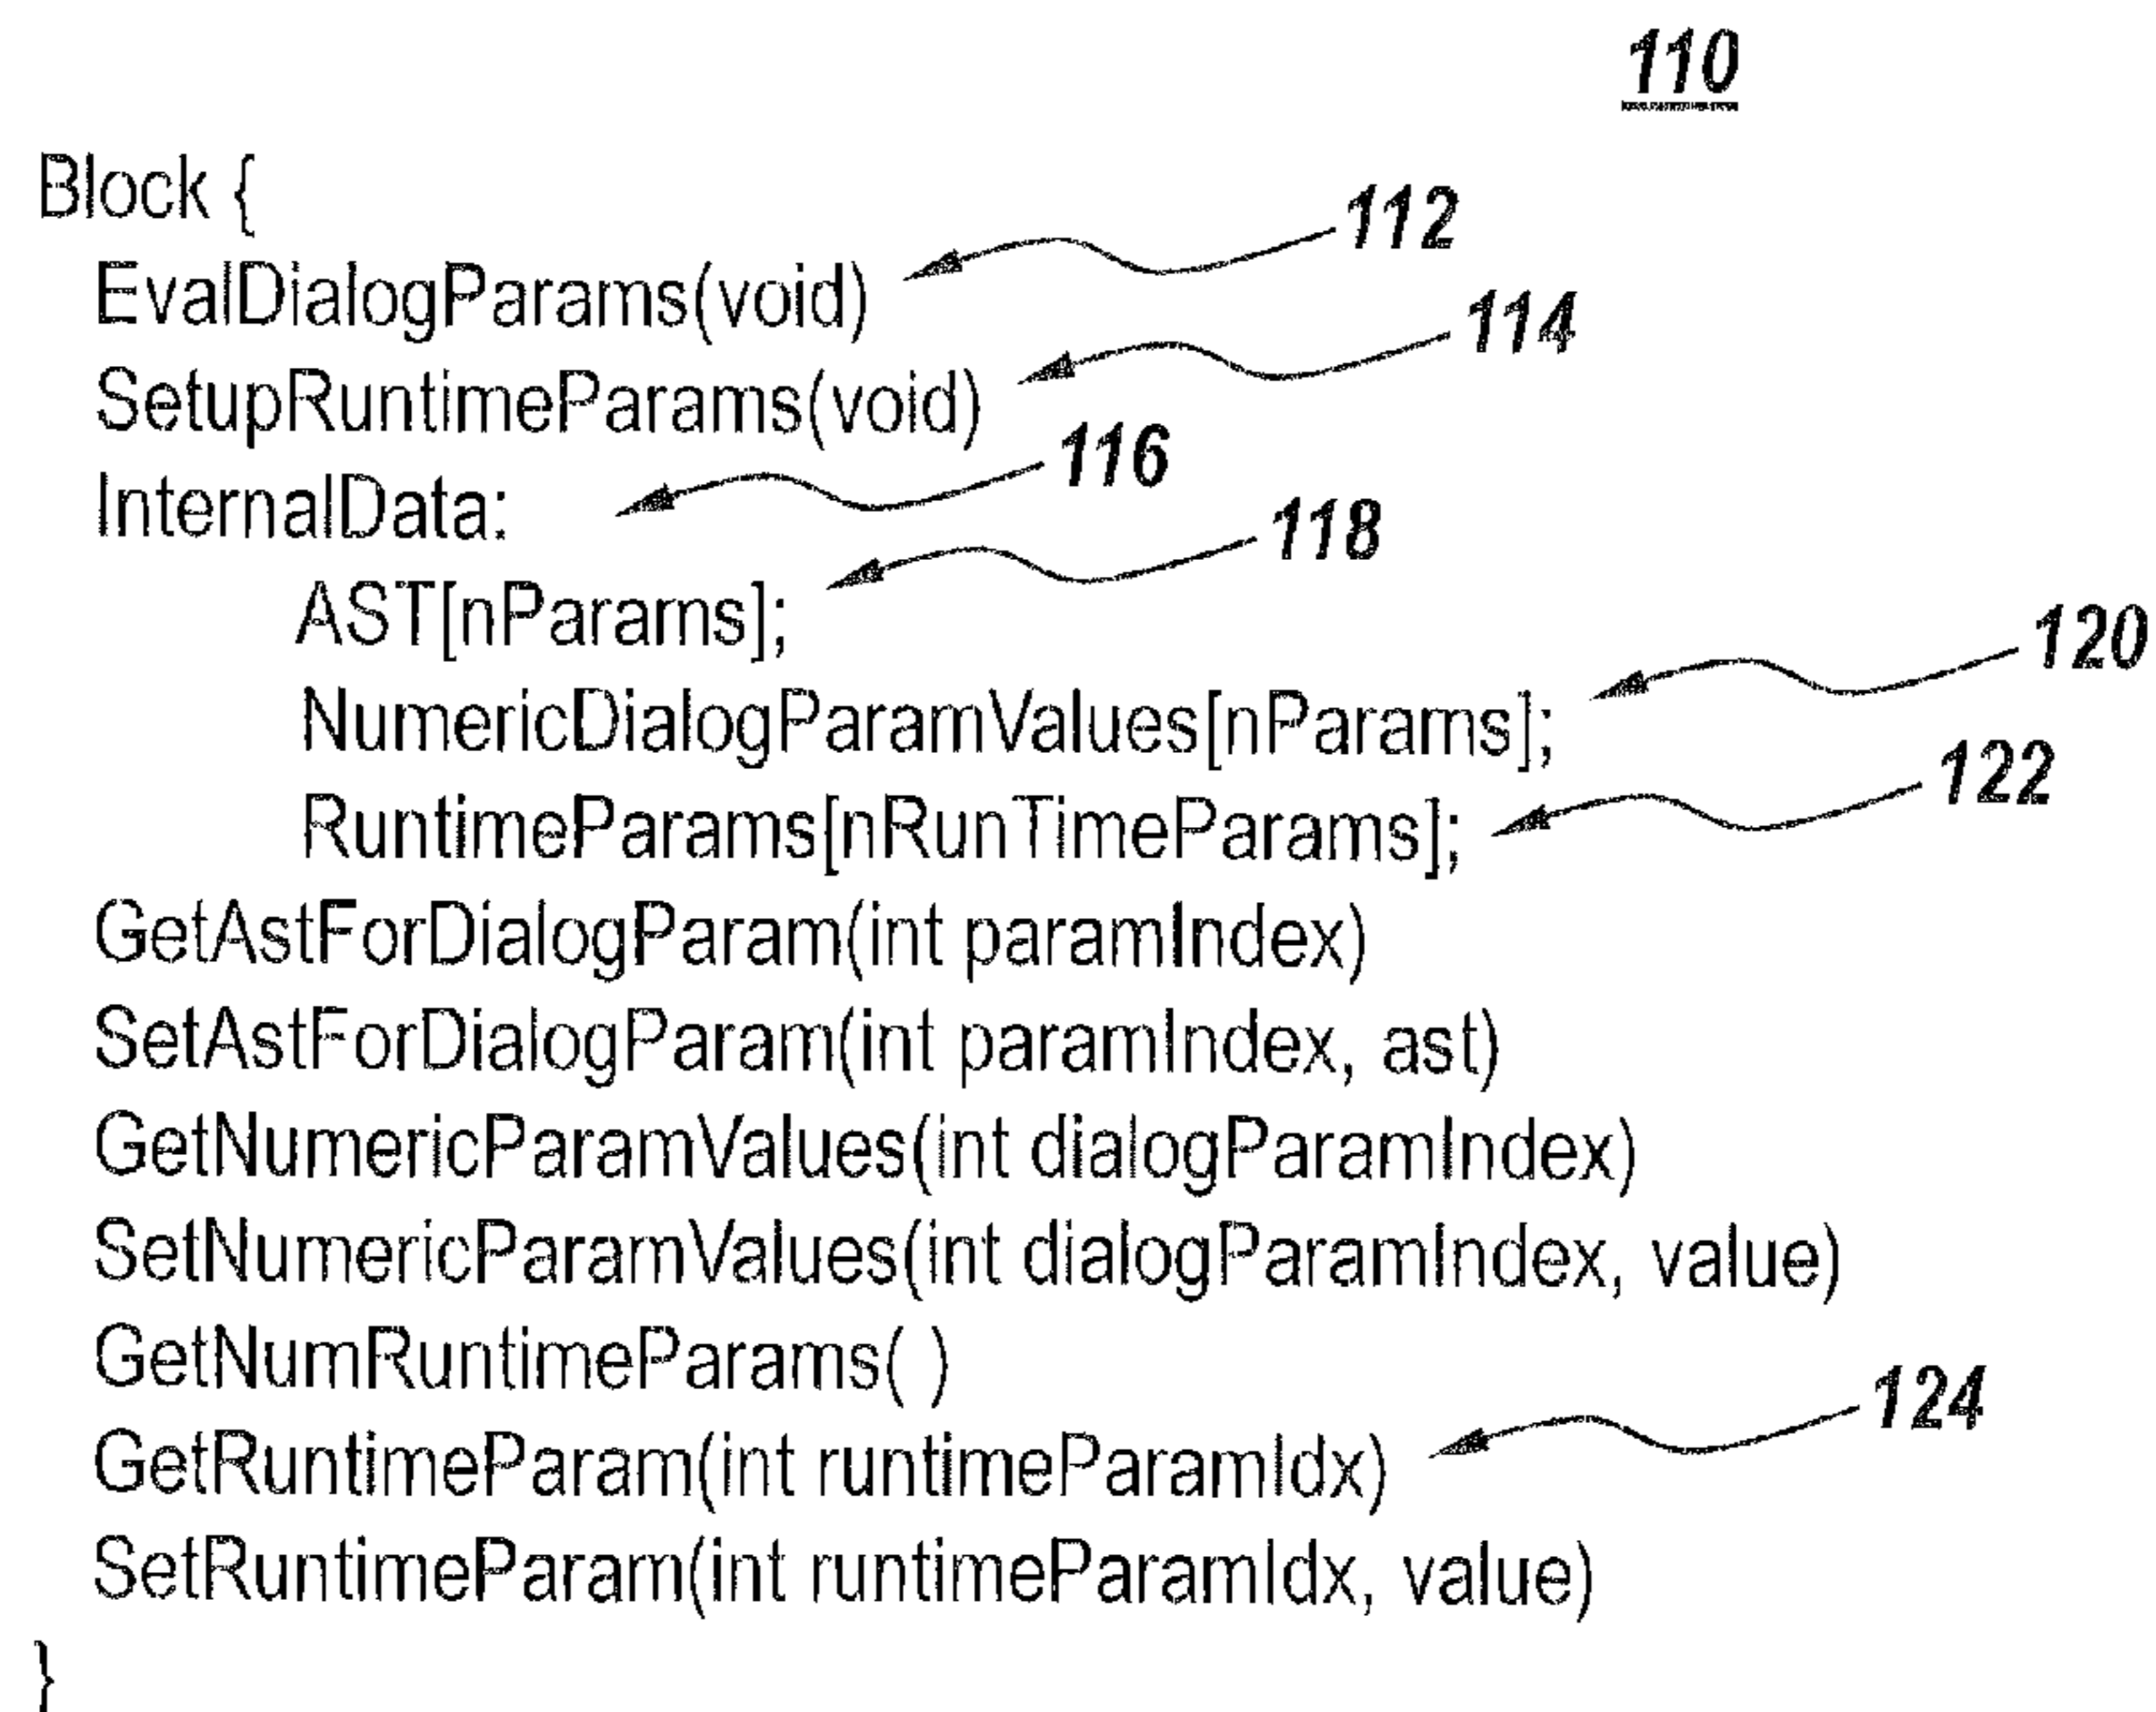 110
Block {
EvalDialogParams(void) 112
SetupRuntimeParams(void) 114
InternalData: 116
AST[nParams]; 118
NumericDialogParamValues[nParams]; 120
RuntimeParams[nRunTimeParams]; 122
GetAstForDialogParam(int paramIndex)
SetAstForDialogParam(int paramIndex, ast)
GetNumericParamValues(int dialogParamIndex)
SetNumericParamValues(int dialogParamIndex, value)
GetNumRuntimeParams( )
GetRuntimeParam(int runtimeParamIdx) 124
SetRuntimeParam(int runtimeParamIdx, value)
}